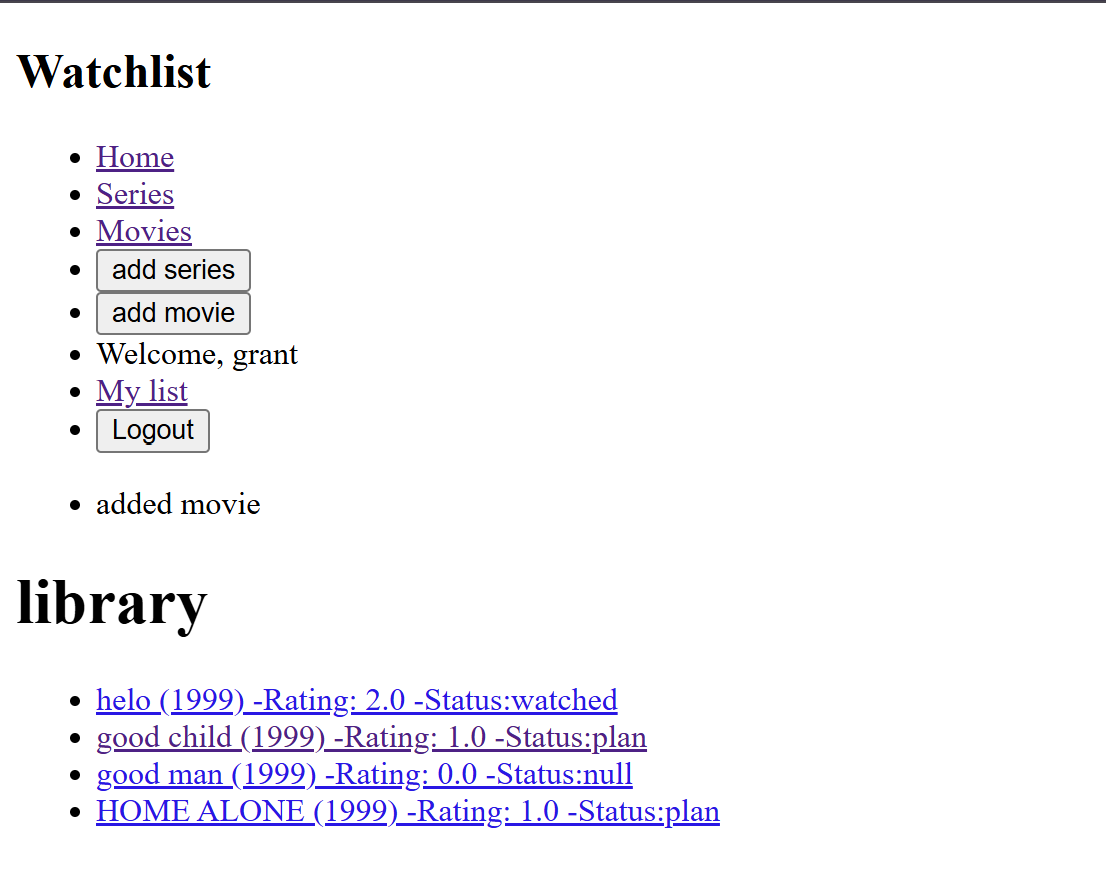 Watchlist
Home
Series
Movies
add series
add movie
Welcome, grant
My list
Logout
added movie
library
helo (1999) -Rating: 2.0 -Status:watched
good child (1999) -Rating: 1.0 -Status:plan
good man (1999) -Rating: 0.0 -Status:null
HOME ALONE (1999) -Rating: 1.0 -Status:plan